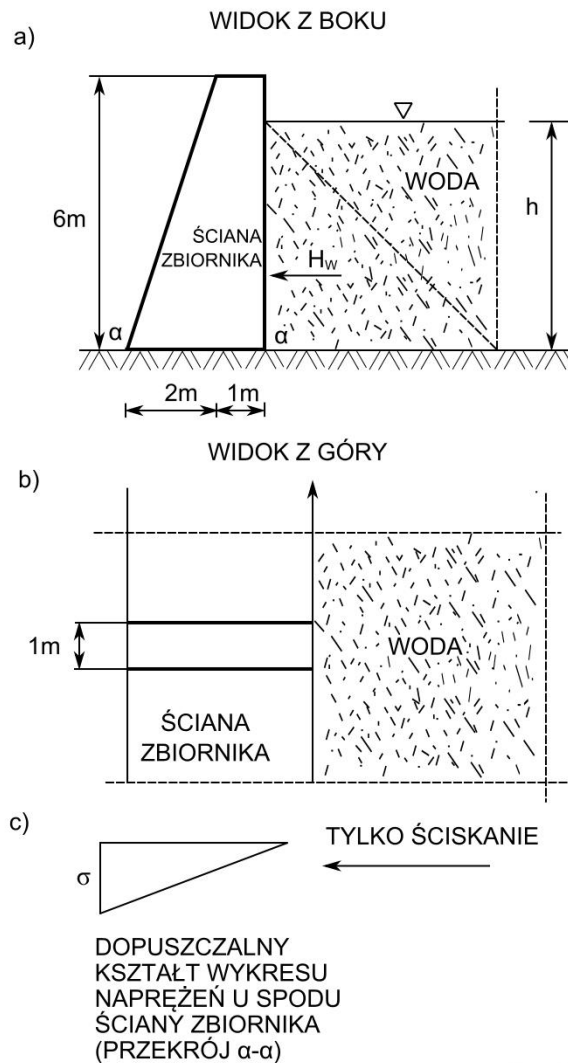 WIDOK Z BOKU
a)
6m
ŚCIANA
ZBIORNIKA
WODA
h
H_W
α
α
2m
1m
WIDOK Z GÓRY
b)
1m
WODA
ŚCIANA
ZBIORNIKA
c)
TYLKO ŚCISKANIE
σ
DOPUSZCZALNY
KSZTAŁT WYKRESU
NAPRĘŻEŃ U SPODU
ŚCIANY ZBIORNIKA
(PRZEKRÓJ α-α)